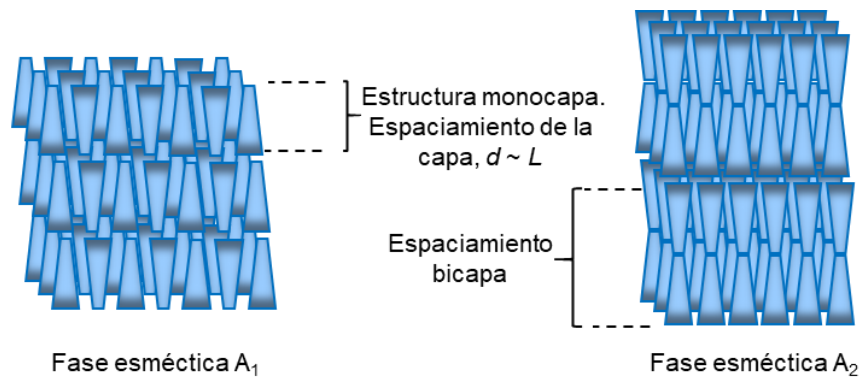 Estructura monocapa.
Espaciamiento de la
capa, d ~ L
Espaciamiento
bicapa
Fase esméctica A₁
Fase esméctica A₂